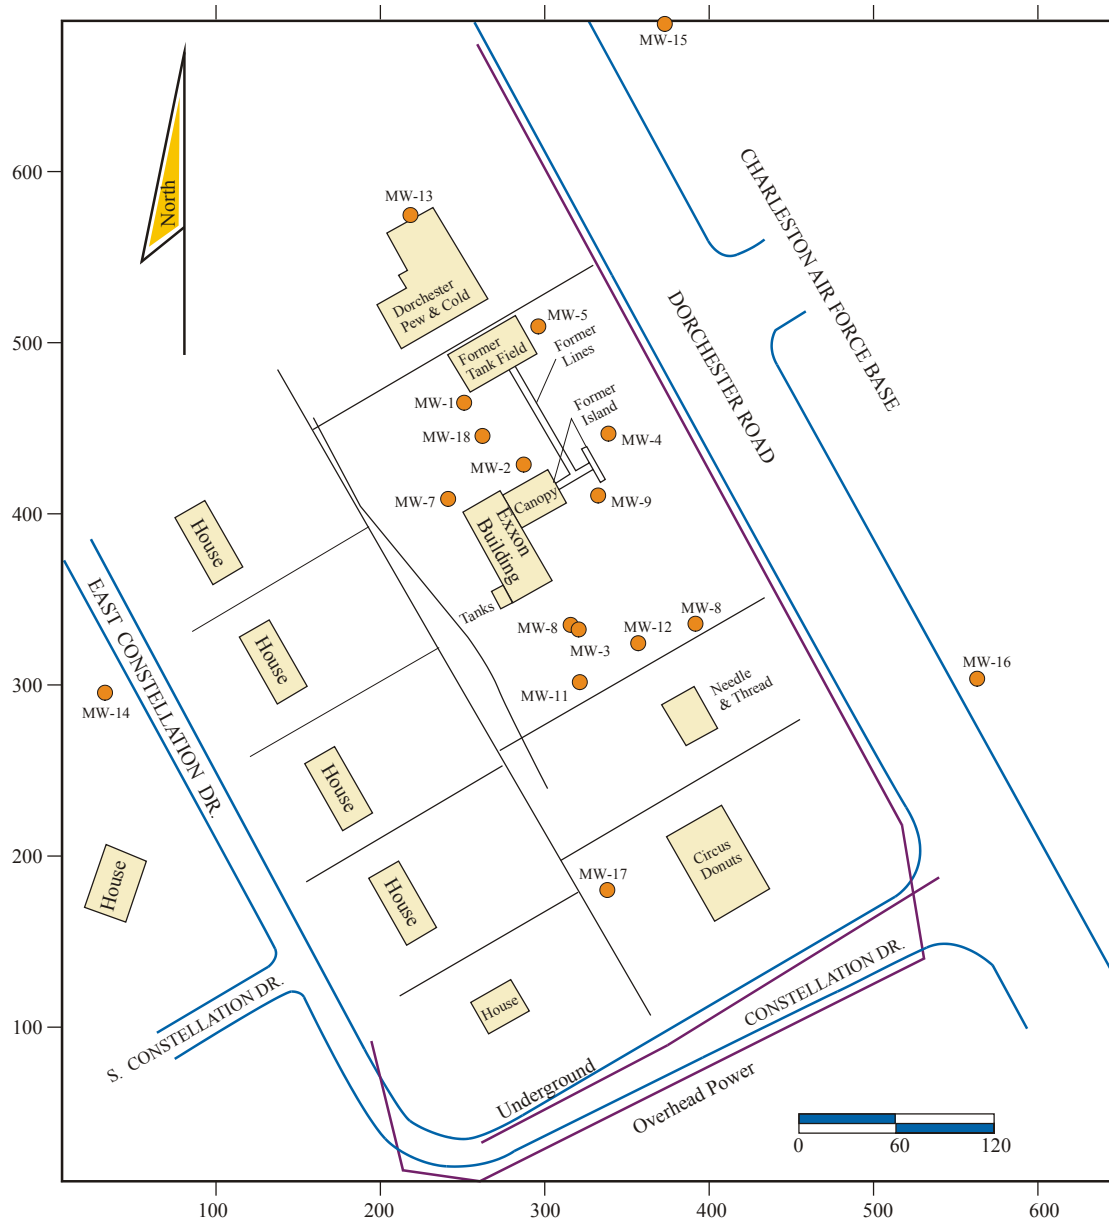 MW-15
600
North
MW-13
CHARLESTON AIR FORCE BASE
Dorchester
Pew & Cold
DORCHESTER ROAD
500
MW-5
Former
Lines
Former
Tank Field
Former
Island
MW-1
MW-18
MW-4
MW-2
MW-7
Canopy
MW-9
400
House
Exxon
Building
EAST CONSTELLATION DR.
Tanks
MW-8
MW-8
MW-12
MW-3
House
300
MW-14
MW-11
Needle
& Thread
MW-16
House
200
House
House
MW-17
Circus
Donuts
House
100
S. CONSTELLATION DR.
CONSTELLATION DR.
Underground
Overhead Power
0
60
120
100
200
300
400
500
600